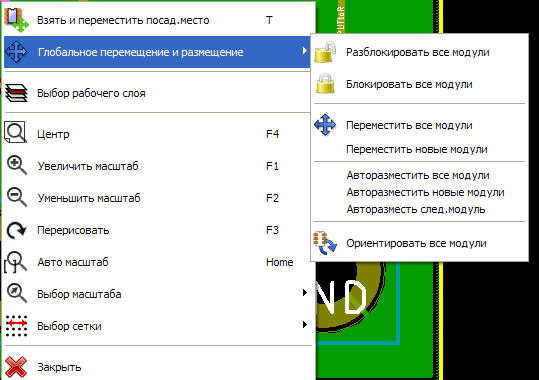 Взять и переместить посад.место T
Глобальное перемещение и размещение
Выбор рабочего слоя
Центр F4
Увеличить масштаб F1
Уменьшить масштаб F2
Перерисовать F3
Авто масштаб Home
Выбор масштаба
Выбор сетки
Закрыть
Разблокировать все модули
Блокировать все модули
Переместить все модули
Переместить новые модули
Авторазместить все модули
Авторазместить новые модули
Авторазместь след.модуль
Ориентировать все модули
ND